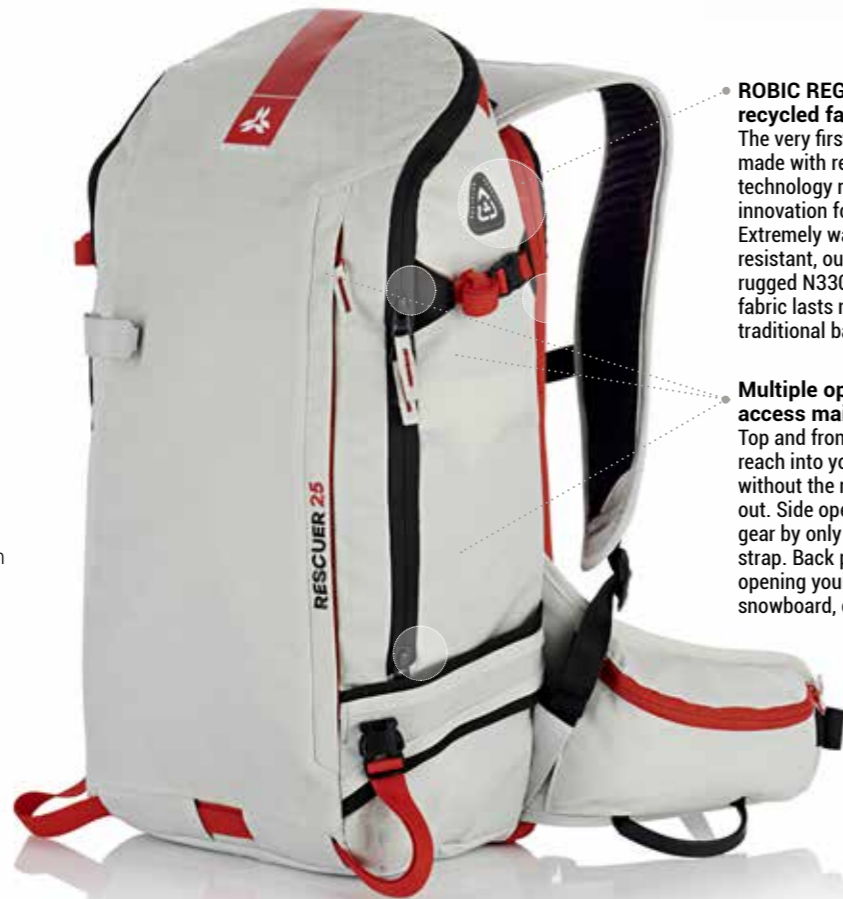 ROBIC REG
recycled fa
The very firs
made with re
technology r
innovation fo
Extremely wa
resistant, ou
rugged N330
fabric lasts
traditional ba
Multiple op
access mai
Top and fron
reach into yo
without the
out. Side ope
gear by only
strap. Back p
opening you
snowboard,
RESCUER 25